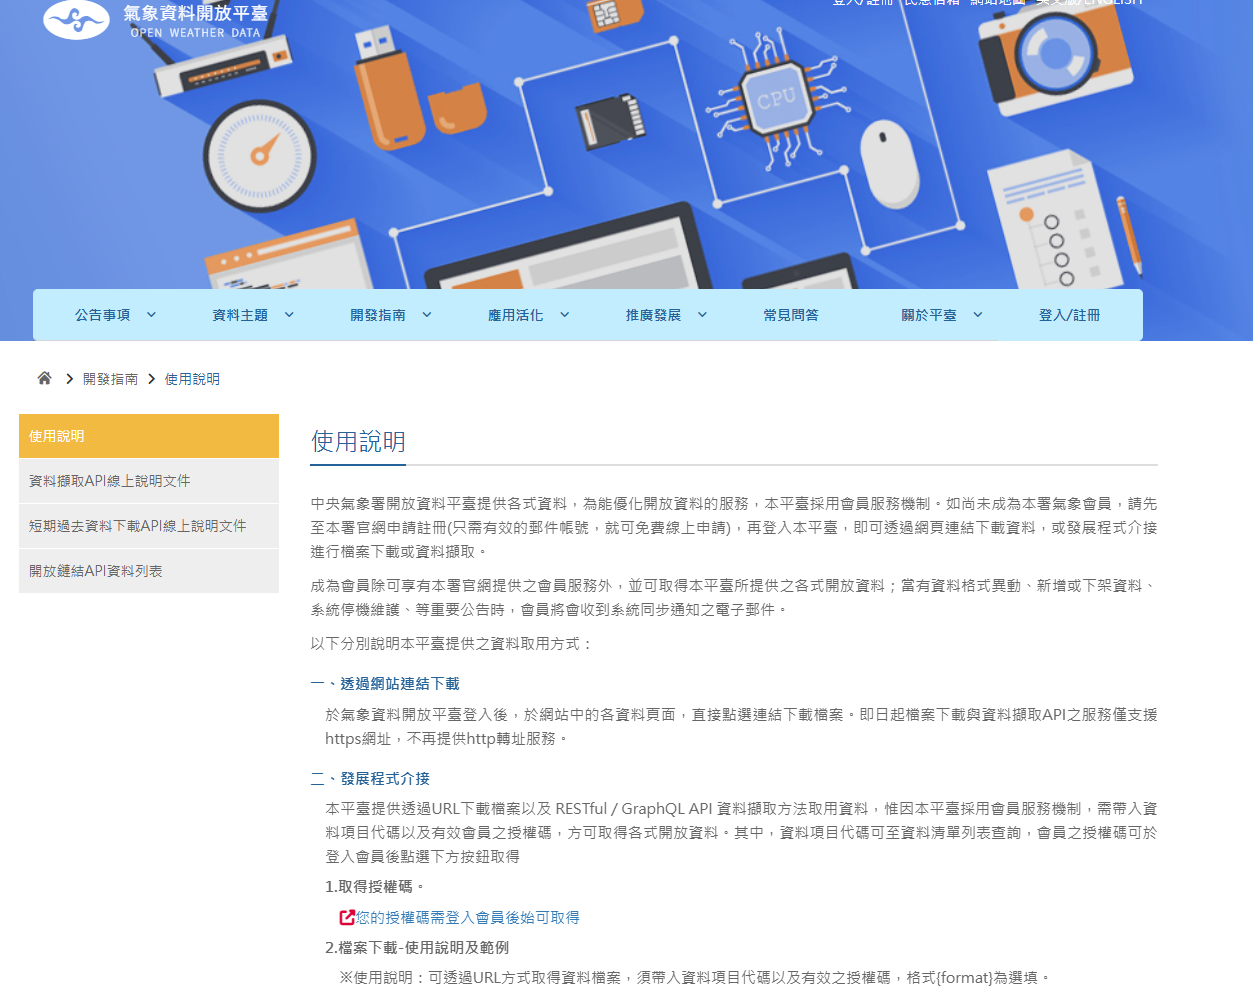 登入/註冊 民意信箱 網站地圖 英文版/ENGLISH
氣象資料開放平臺
OPEN WEATHER DATA
CPU
公告事項 資料主題 開發指南 應用活化 推廣發展 常見問答 關於平臺 登入/註冊
開發指南 使用說明
使用說明
資料擷取API線上說明文件
短期過去資料下載API線上說明文件
開放鏈結API資料列表
使用說明
中央氣象署開放資料平臺提供各式資料，為能優化開放資料的服務，本平臺採用會員服務機制。如尚未成為本署氣象會員，請先
至本署官網申請註冊(只需有效的郵件帳號，就可免費線上申請)，再登入本平臺，即可透過網頁連結下載資料，或發展程式介接
進行檔案下載或資料擷取。
成為會員除可享有本署官網提供之會員服務外，並可取得本平臺所提供之各式開放資料；當有資料格式異動、新增或下架資料、
系統停機維護、等重要公告時，會員將會收到系統同步通知之電子郵件。
以下分別說明本平臺提供之資料取用方式：
一、透過網站連結下載
於氣象資料開放平臺登入後，於網站中的各資料頁面，直接點選連結下載檔案。即日起檔案下載與資料擷取API之服務僅支援
https網址，不再提供http轉址服務。
二、發展程式介接
本平臺提供透過URL下載檔案以及 RESTful / GraphQL API 資料擷取方法取用資料，惟因本平臺採用會員服務機制，需帶入資
料項目代碼以及有效會員之授權碼，方可取得各式開放資料。其中，資料項目代碼可至資料清單列表查詢，會員之授權碼可於
登入會員後點選下方按鈕取得
1.取得授權碼。
您的授權碼需登入會員後始可取得
2.檔案下載-使用說明及範例
※使用說明：可透過URL方式取得資料檔案，須帶入資料項目代碼以及有效之授權碼，格式{format}為選填。